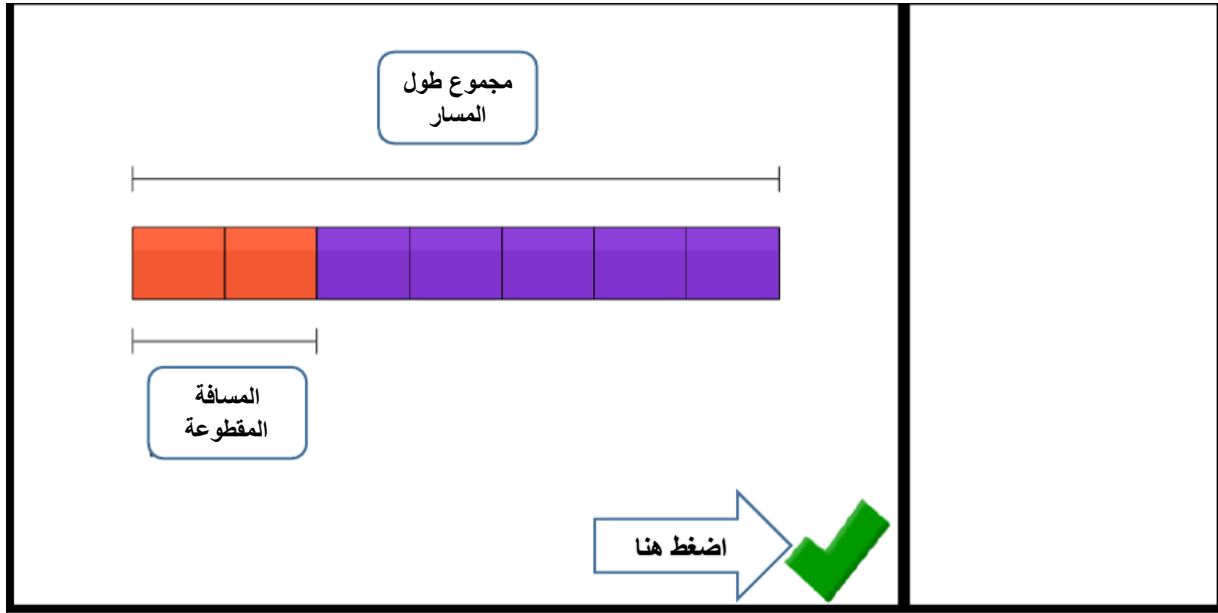 مجموع طول
المسار
المسافة
المقطوعة
اضغط هنا